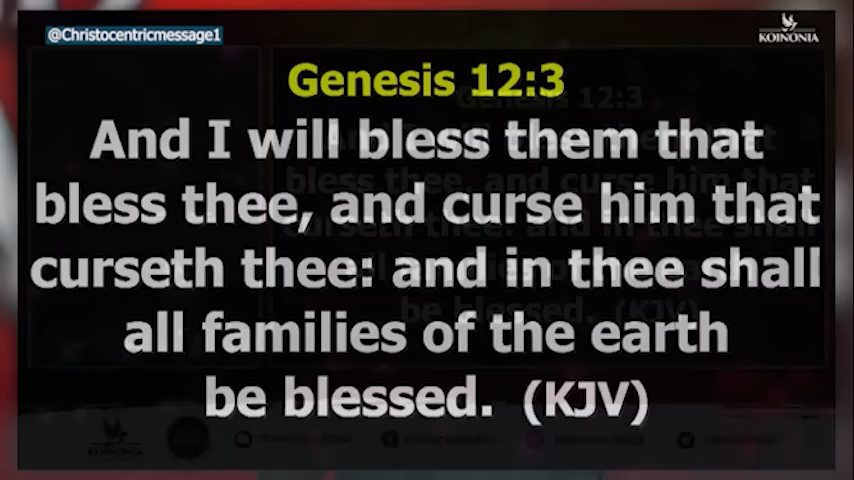 @Christocentricmessage1
KOINONIA
Genesis 12:3
And I will bless them that
bless thee, and curse him that
curseth thee: and in thee shall
all families of the earth
be blessed. (KJV)